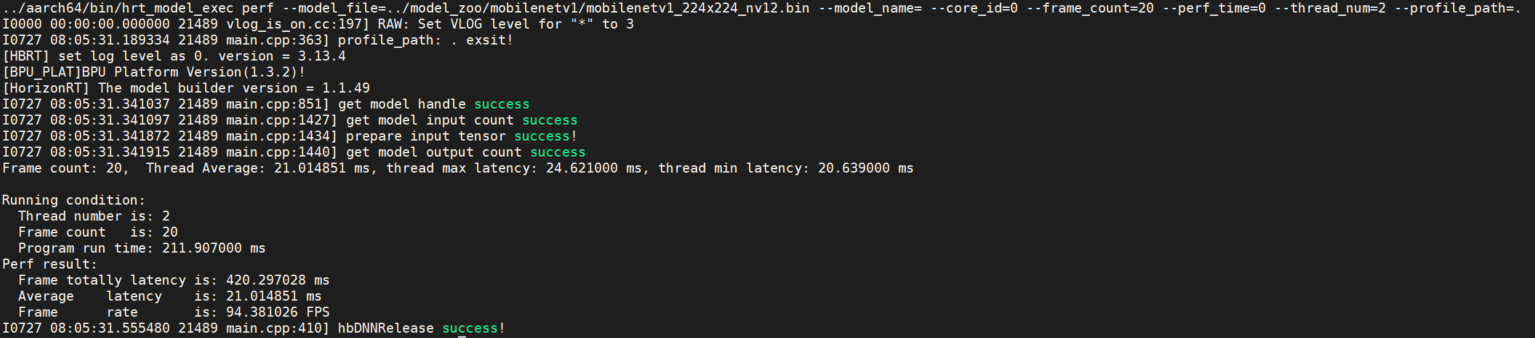 ../aarch64/bin/hrt_model_exec perf --model_file=../model_zoo/mobilenetv1/mobilenetv1_224x224_nv12.bin --model_name= --core_id=0 --frame_count=20 --perf_time=0 --thread_num=2 --profile_path=.
I0000 00:00:00.000000 21489 vlog_is_on.cc:197] RAW: Set VLOG level for "*" to 3
I0727 08:05:31.189334 21489 main.cpp:363] profile_path: . exsit!
[HBRT] set log level as 0. version = 3.13.4
[BPU_PLAT]BPU Platform Version(1.3.2)!
[HorizonRT] The model builder version = 1.1.49
I0727 08:05:31.341037 21489 main.cpp:851] get model handle success
I0727 08:05:31.341097 21489 main.cpp:1427] get model input count success
I0727 08:05:31.341872 21489 main.cpp:1434] prepare input tensor success!
I0727 08:05:31.341915 21489 main.cpp:1440] get model output count success
Frame count: 20,  Thread Average: 21.014851 ms, thread max latency: 24.621000 ms, thread min latency: 20.639000 ms
Running condition:
  Thread number is: 2
  Frame count   is: 20
  Program run time: 211.907000 ms
Perf result:
  Frame totally latency is: 420.297028 ms
  Average    latency    is: 21.014851 ms
  Frame      rate       is: 94.381026 FPS
I0727 08:05:31.555480 21489 main.cpp:410] hbDNNRelease success!